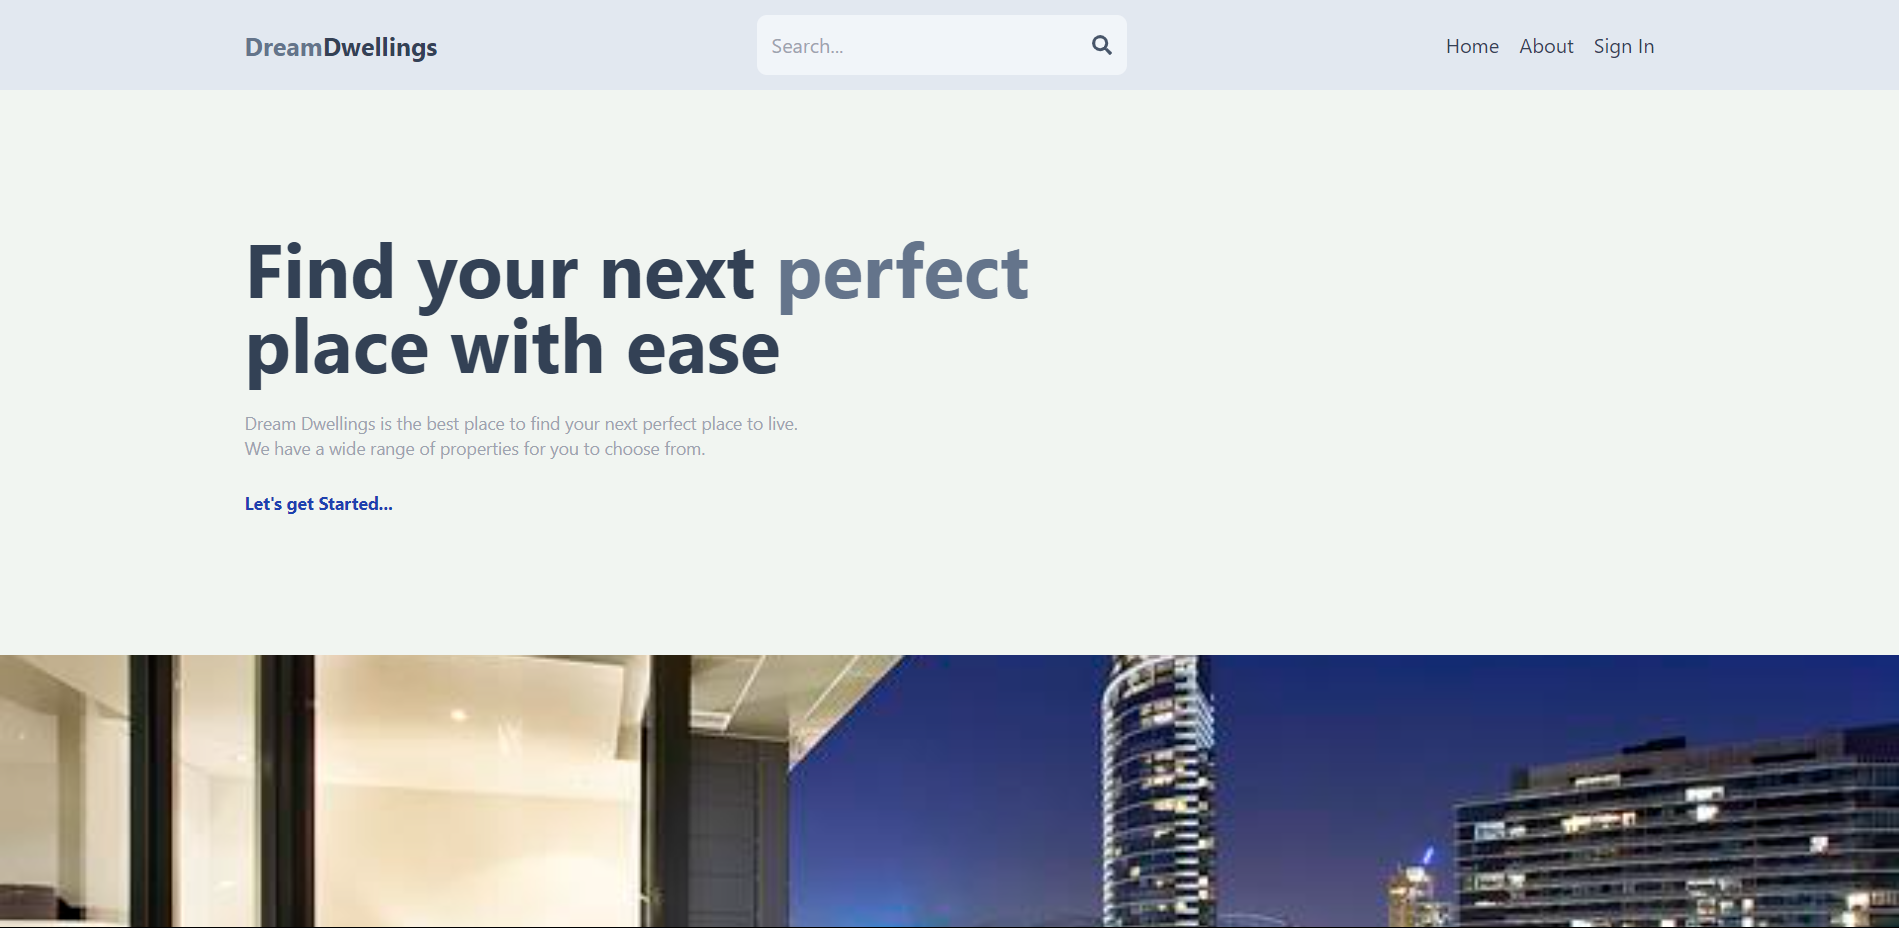 DreamDwellings
Search...
Home About Sign In
Find your next perfect
place with ease
Dream Dwellings is the best place to find your next perfect place to live.
We have a wide range of properties for you to choose from.
Let's get Started...